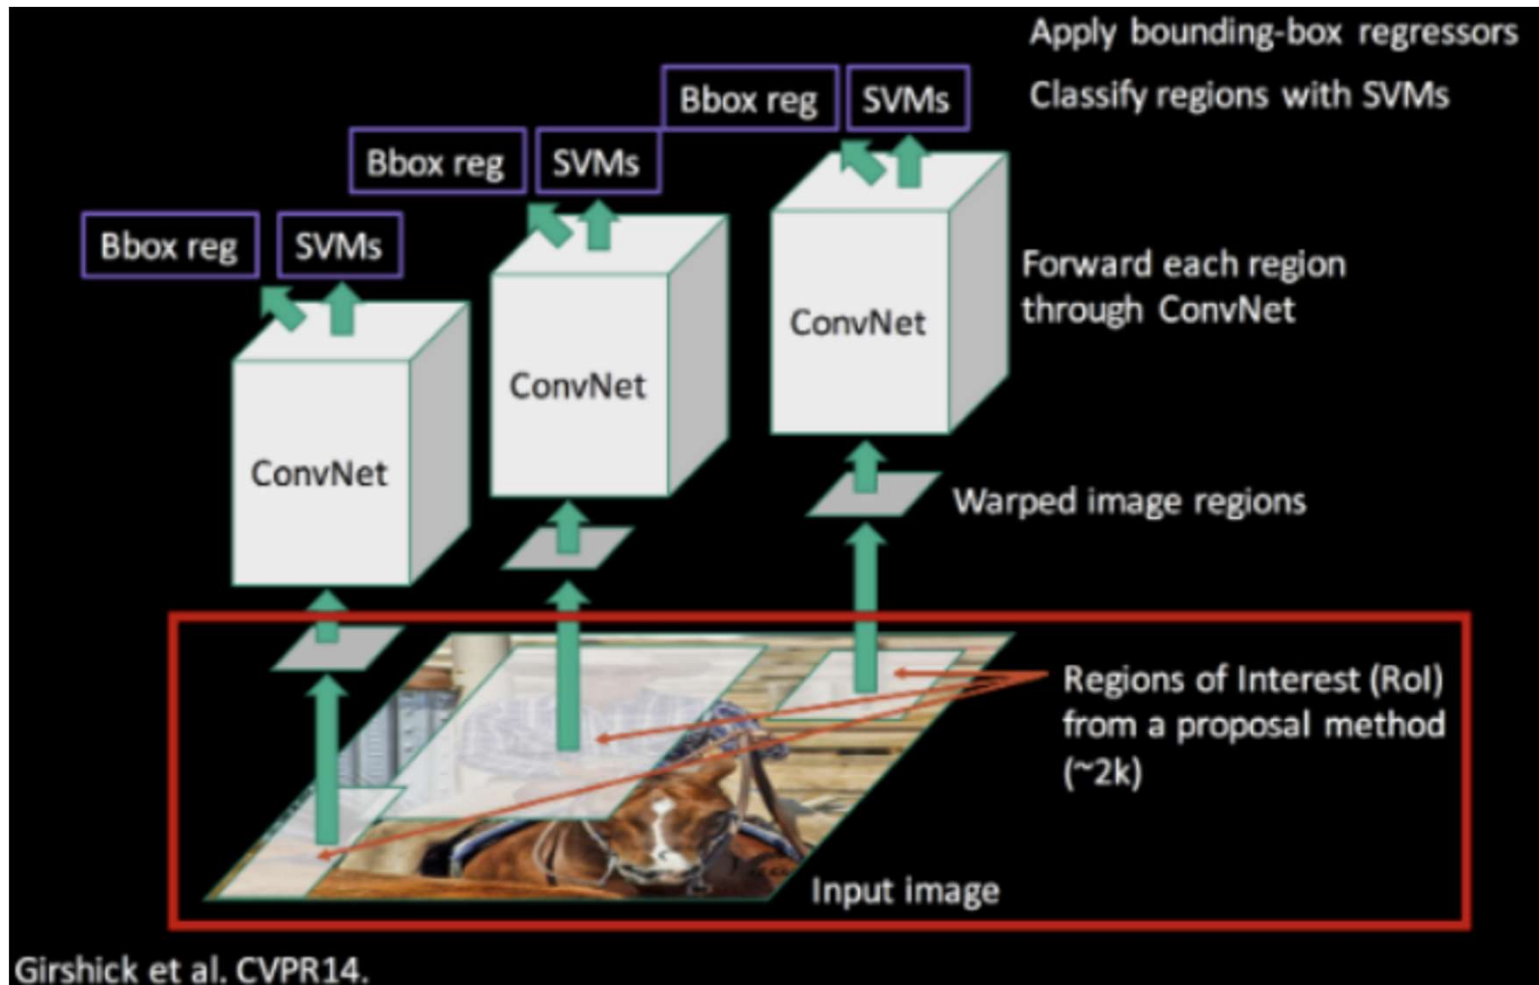 Apply bounding-box regressors
Bbox reg
SVMs
Classify regions with SVMs
Bbox reg
SVMs
Bbox reg
SVMs
Forward each region
through ConvNet
ConvNet
ConvNet
ConvNet
Warped image regions
Regions of Interest (RoI)
from a proposal method
(~2k)
Input image
Girshick et al. CVPR14.